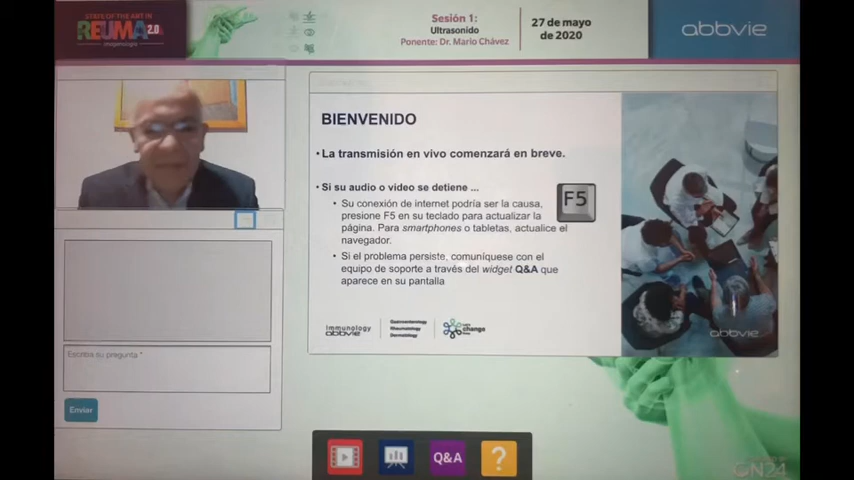 STATE OF THE ART IN
REUMA 2.0
Imagenología
Sesión 1:
Ultrasonido
Ponente: Dr. Mario Chávez
27 de mayo
de 2020
abbvie
BIENVENIDO
• La transmisión en vivo comenzará en breve.
• Si su audio o video se detiene ...
• Su conexión de internet podría ser la causa,
presione F5 en su teclado para actualizar la
página. Para smartphones o tabletas, actualice el
navegador.
• Si el problema persiste, comuníquese con el
equipo de soporte a través del widget Q&A que
aparece en su pantalla
F5
Immunology
abbvie
Gastroenterology
Rheumatology
Dermatology
change
abbvie
Escriba su pregunta *
Enviar
Q&A
?
ON24